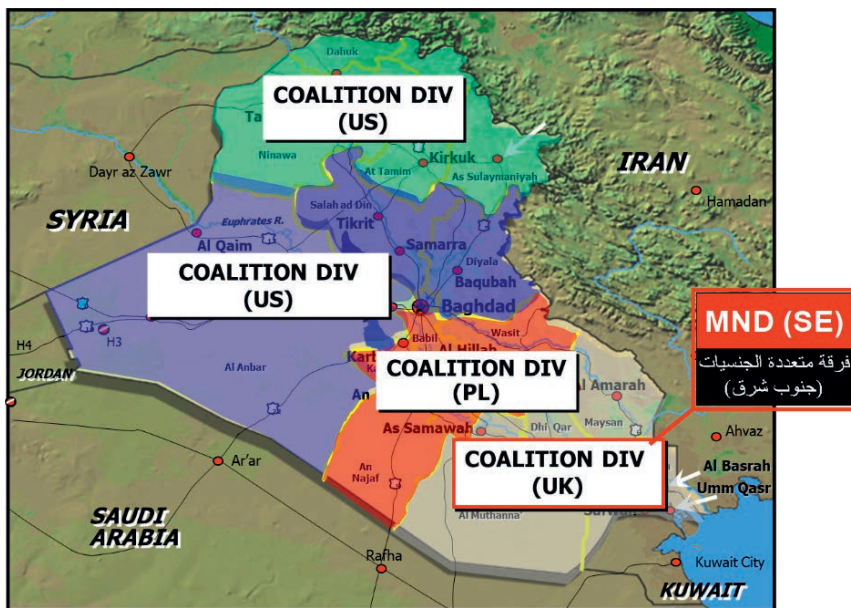 Dahuk
COALITION DIV
(US)
Ninawa
Kirkuk
At Tamim
As Sulaymaniyah
IRAN
Dayr az Zawr
Hamadan
SYRIA
Salah ad Din
Euphrates R.
Tikrit
Al Qaim
Samarra
Diyala
Baqubah
COALITION DIV
(US)
Baghdad
MND (SE)
فرقة متعددة الجنسيات
(جنوب شرق)
H4
H3
Babil
Wasit
Al Hillah
Al Anbar
JORDAN
COALITION DIV
(PL)
An
Al Amarah
Maysan
As Samawah
Dhi Qar
Ahvaz
An
Najaf
COALITION DIV
(UK)
Al Basrah
Umm Qasr
Ar'ar
Al Muthanna'
SAUDI
ARABIA
Rafha
Kuwait City
KUWAIT